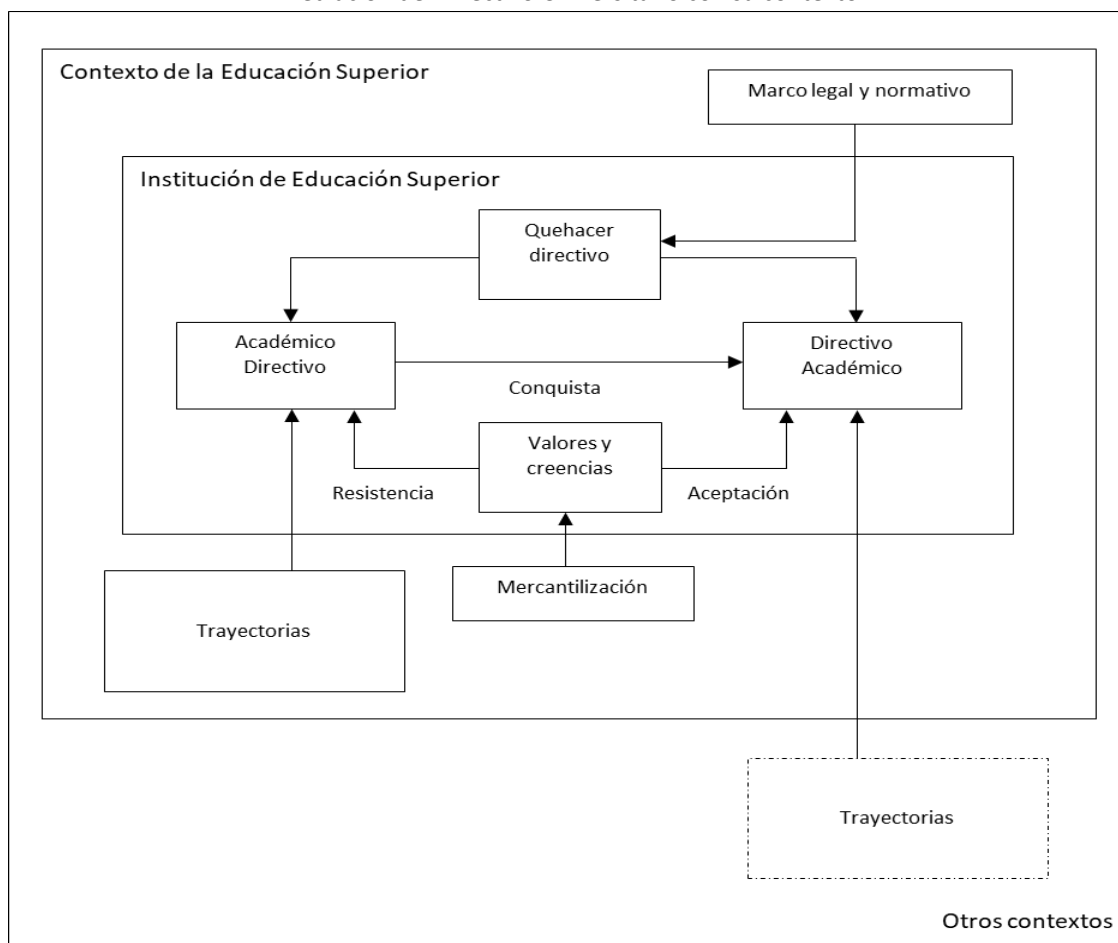 Contexto de la Educación Superior
Marco legal y normativo
Institución de Educación Superior
Quehacer
directivo
Académico
Directivo
Directivo
Académico
Conquista
Valores y
creencias
Resistencia
Aceptación
Mercantilización
Trayectorias
Trayectorias
Otros contextos